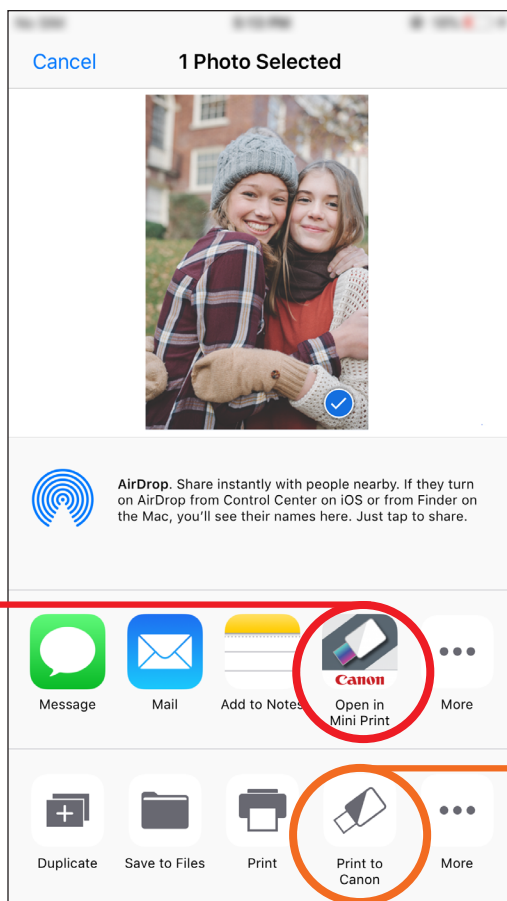 Cancel 1 Photo Selected
AirDrop. Share instantly with people nearby. If they turn
on AirDrop from Control Center on iOS or from Finder on
the Mac, you'll see their names here. Just tap to share.
Canon
Message Mail Add to Notes Open in More
Mini Print
Duplicate Save to Files Print Print to More
Canon